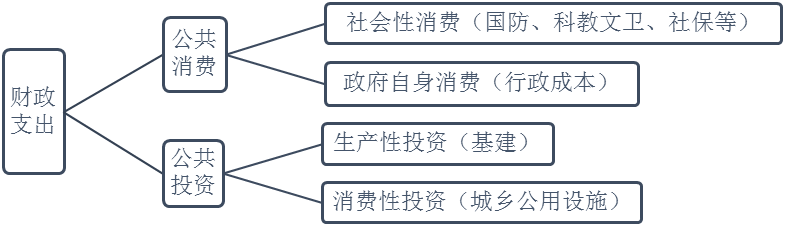 财政
支出
公共
消费
社会性消费（国防、科教文卫、社保等）
政府自身消费（行政成本）
公共
投资
生产性投资（基建）
消费性投资（城乡公用设施）